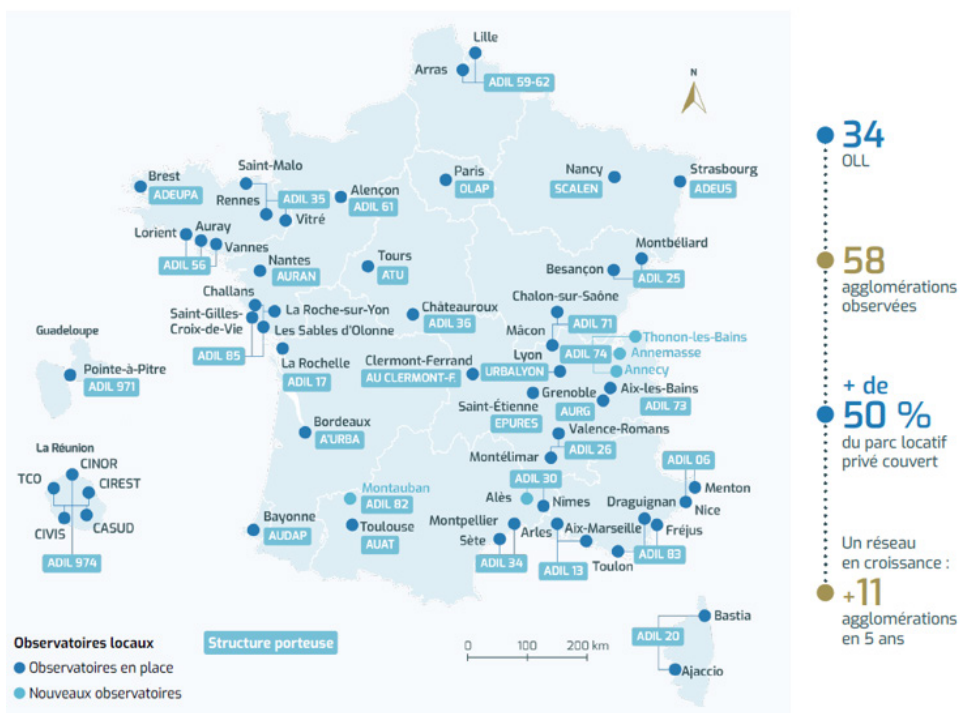 Lille
Arras
ADIL 59-62
N
Saint-Malo
Brest
ADEUPA
Rennes
ADIL 35
Vitré
Alençon
ADIL 61
Paris
OLAP
Nancy
SCALEN
Strasbourg
ADEUS
Lorient
Auray
Vannes
ADIL 56
Nantes
AURAN
Tours
ATU
Montbéliard
Besançon
ADIL 25
Challans
Saint-Gilles-
Croix-de-Vie
La Roche-sur-Yon
Les Sables d'Olonne
ADIL 85
Châteauroux
ADIL 36
Chalon-sur-Saône
ADIL 71
Mâcon
Thonon-les-Bains
Annemasse
Annecy
ADIL 74
Lyon
URBALYON
La Rochelle
ADIL 17
Clermont-Ferrand
AU CLERMONT-F.
Grenoble
AURG
Aix-les-Bains
ADIL 73
Saint-Étienne
EPURES
Guadeloupe
Pointe-à-Pitre
ADIL 971
Bordeaux
A'URBA
Valence-Romans
ADIL 26
Montélimar
La Réunion
CINOR
TCO
CIREST
CIVIS
CASUD
ADIL 974
Montauban
ADIL 82
Toulouse
AUAT
Bayonne
AUDAP
ADIL 30
Alès
Nîmes
ADIL 06
Menton
Nice
Draguignan
Fréjus
ADIL 83
Toulon
Montpellier
Sète
ADIL 34
Arles
Aix-Marseille
ADIL 13
Bastia
ADIL 20
Ajaccio
Observatoires locaux
Observatoires en place
Nouveaux observatoires
Structure porteuse
0 100 200 km
34
OLL
58
agglomérations
observées
+ de
50 %
du parc locatif
privé couvert
Un réseau
en croissance :
+11
agglomérations
en 5 ans